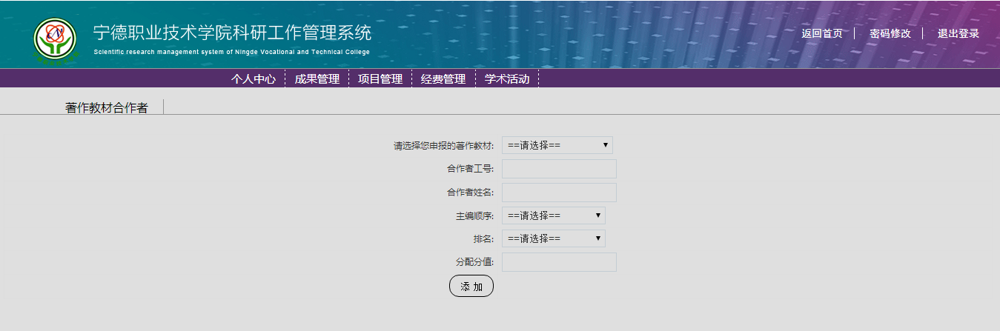 宁德职业技术学院科研工作管理系统
Scientific research management system of Ningde Vocational and Technical College
返回首页 密码修改 退出登录
个人中心 成果管理 项目管理 经费管理 学术活动
著作教材合作者
请选择您申报的著作教材: ==请选择==
合作者工号:
合作者姓名:
主编顺序: ==请选择==
排名: ==请选择==
分配分值:
添 加